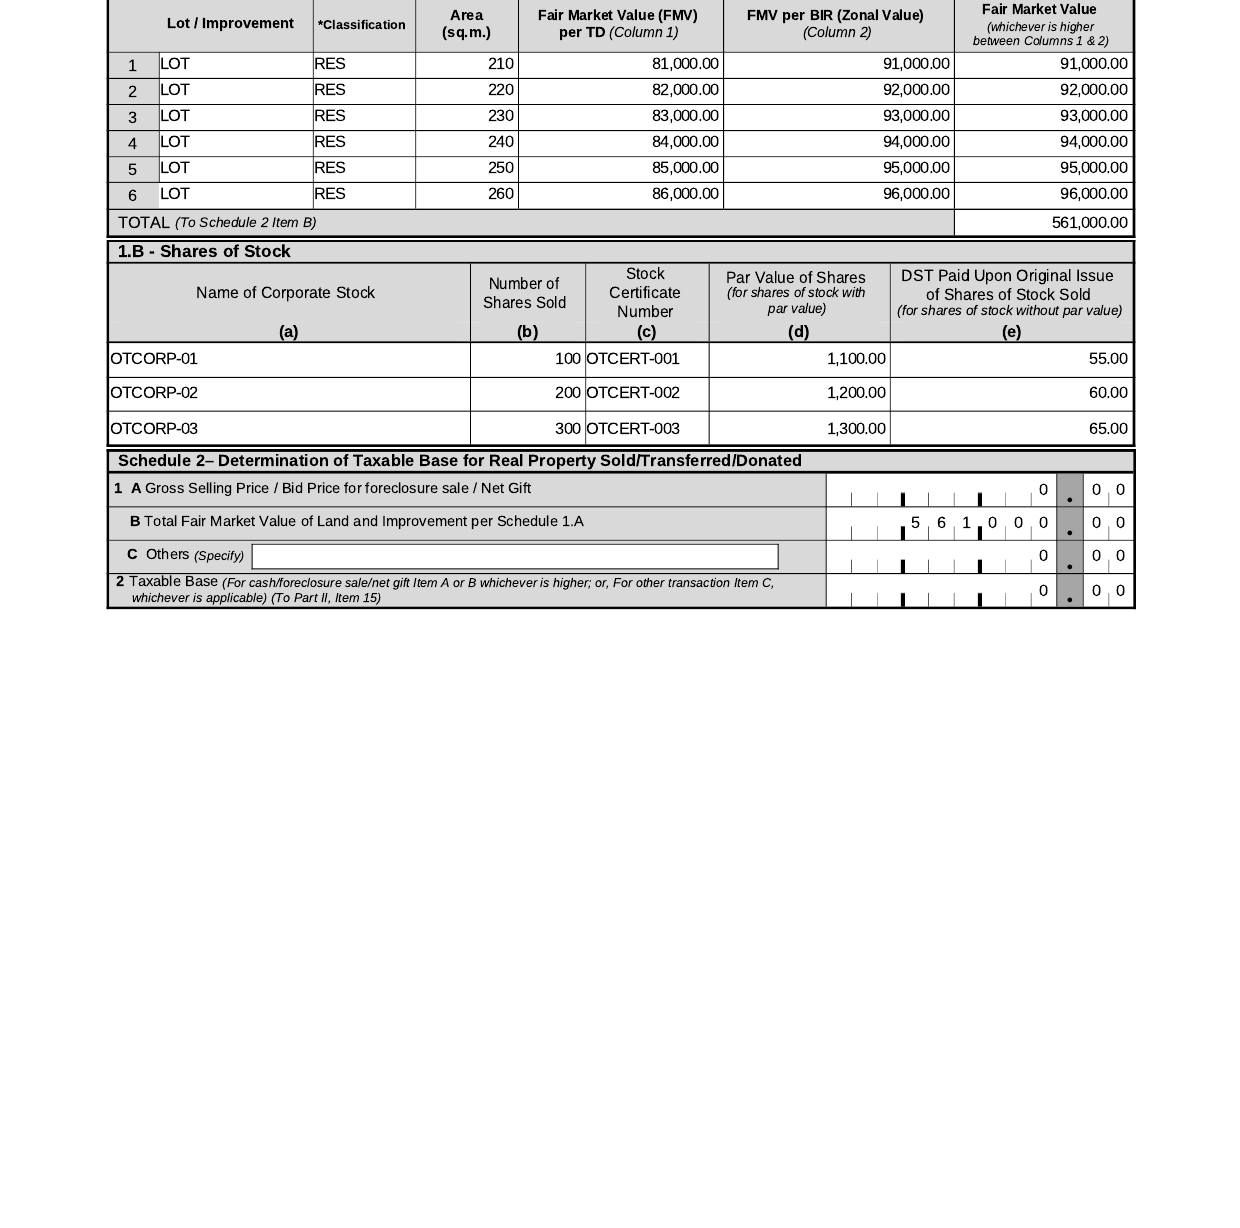 Lot / Improvement *Classification Area (sq.m.) Fair Market Value (FMV) per TD (Column 1) FMV per BIR (Zonal Value) (Column 2) Fair Market Value (whichever is higher between Columns 1 & 2)
1 LOT RES 210 81,000.00 91,000.00 91,000.00
2 LOT RES 220 82,000.00 92,000.00 92,000.00
3 LOT RES 230 83,000.00 93,000.00 93,000.00
4 LOT RES 240 84,000.00 94,000.00 94,000.00
5 LOT RES 250 85,000.00 95,000.00 95,000.00
6 LOT RES 260 86,000.00 96,000.00 96,000.00
TOTAL (To Schedule 2 Item B) 561,000.00
1.B - Shares of Stock
Name of Corporate Stock Number of Shares Sold Stock Certificate Number Par Value of Shares (for shares of stock with par value) DST Paid Upon Original Issue of Shares of Stock Sold (for shares of stock without par value)
(a) (b) (c) (d) (e)
OTCORP-01 100 OTCERT-001 1,100.00 55.00
OTCORP-02 200 OTCERT-002 1,200.00 60.00
OTCORP-03 300 OTCERT-003 1,300.00 65.00
Schedule 2– Determination of Taxable Base for Real Property Sold/Transferred/Donated
1 A Gross Selling Price / Bid Price for foreclosure sale / Net Gift 0 . 0 0
B Total Fair Market Value of Land and Improvement per Schedule 1.A 5 6 1 0 0 0 . 0 0
C Others (Specify) 0 . 0 0
2 Taxable Base (For cash/foreclosure sale/net gift Item A or B whichever is higher; or, For other transaction Item C,
whichever is applicable) (To Part II, Item 15) 0 . 0 0